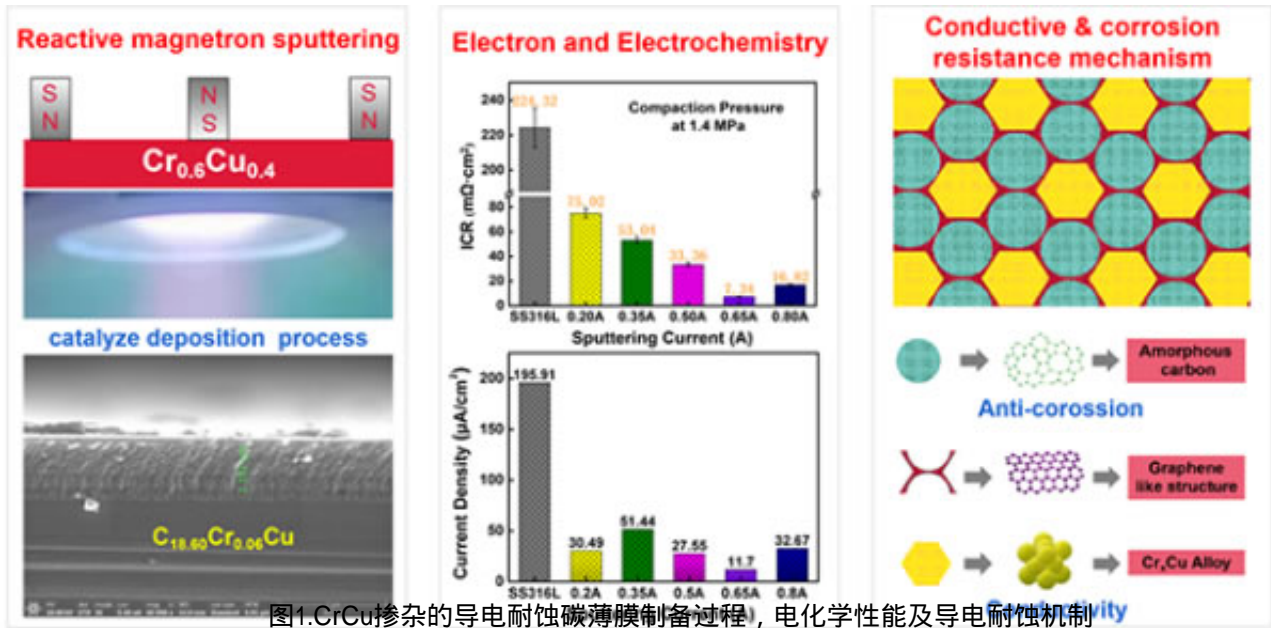 Reactive magnetron sputtering
S
N
N
S
S
N
Cr0.6Cu0.4
catalyze deposition process
C18.60Cr0.06Cu
Electron and Electrochemistry
Compaction Pressure
at 1.4 MPa
ICR (mΩ·cm²)
240
220
200
80
60
40
20
0
224.32
75.02
53.04
33.36
7.34
16.82
SS316L 0.20A 0.35A 0.50A 0.65A 0.80A
Sputtering Current (A)
Current Density (μA/cm²)
200
150
100
50
0
195.91
30.49
51.44
27.55
11.7
32.67
SS316L 0.2A 0.35A 0.5A 0.65A 0.8A
Conductive & corrosion
resistance mechanism
Amorphous
carbon
Anti-corossion
Graphene
like structure
CrxCu Alloy
图1.CrCu掺杂的导电耐蚀碳薄膜制备过程，电化学性能及导电耐蚀机制